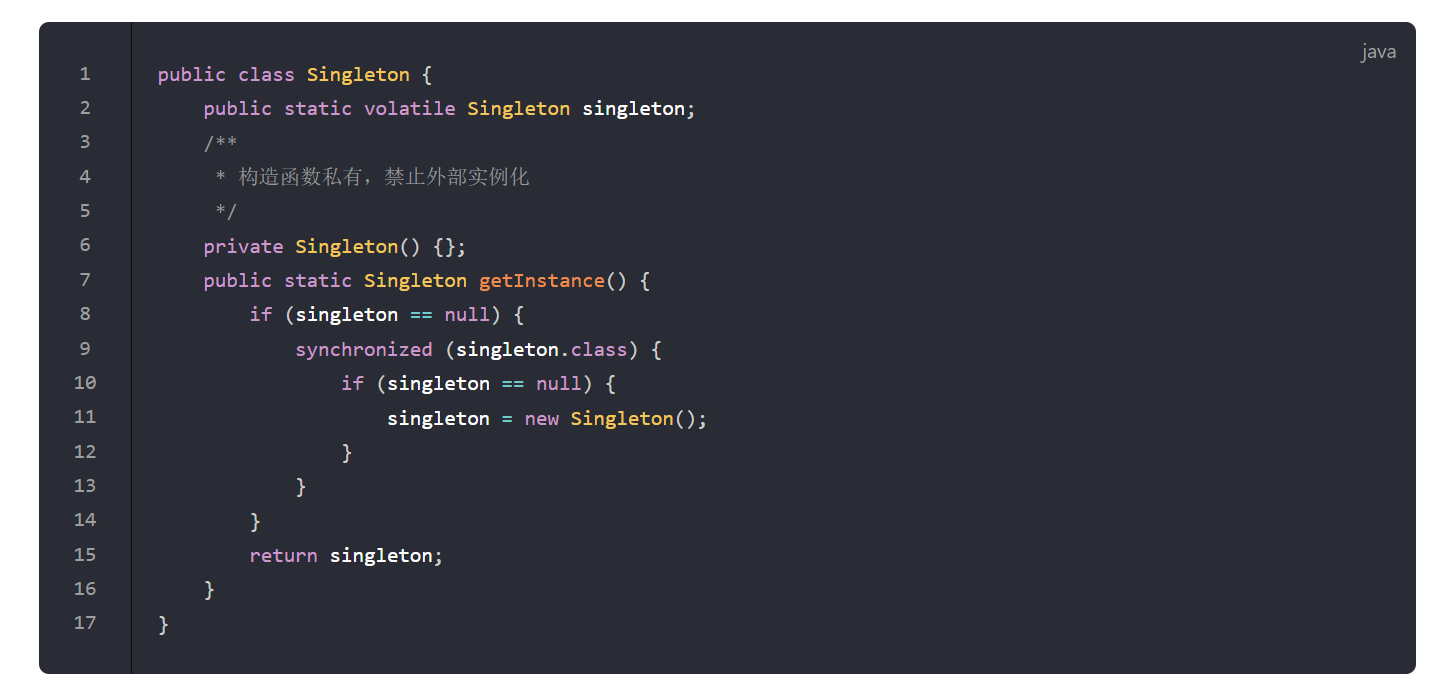 java
1 public class Singleton {
2     public static volatile Singleton singleton;
3     /**
4      * 构造函数私有，禁止外部实例化
5      */
6     private Singleton() {};
7     public static Singleton getInstance() {
8         if (singleton == null) {
9             synchronized (singleton.class) {
10                 if (singleton == null) {
11                     singleton = new Singleton();
12                 }
13             }
14         }
15         return singleton;
16     }
17 }